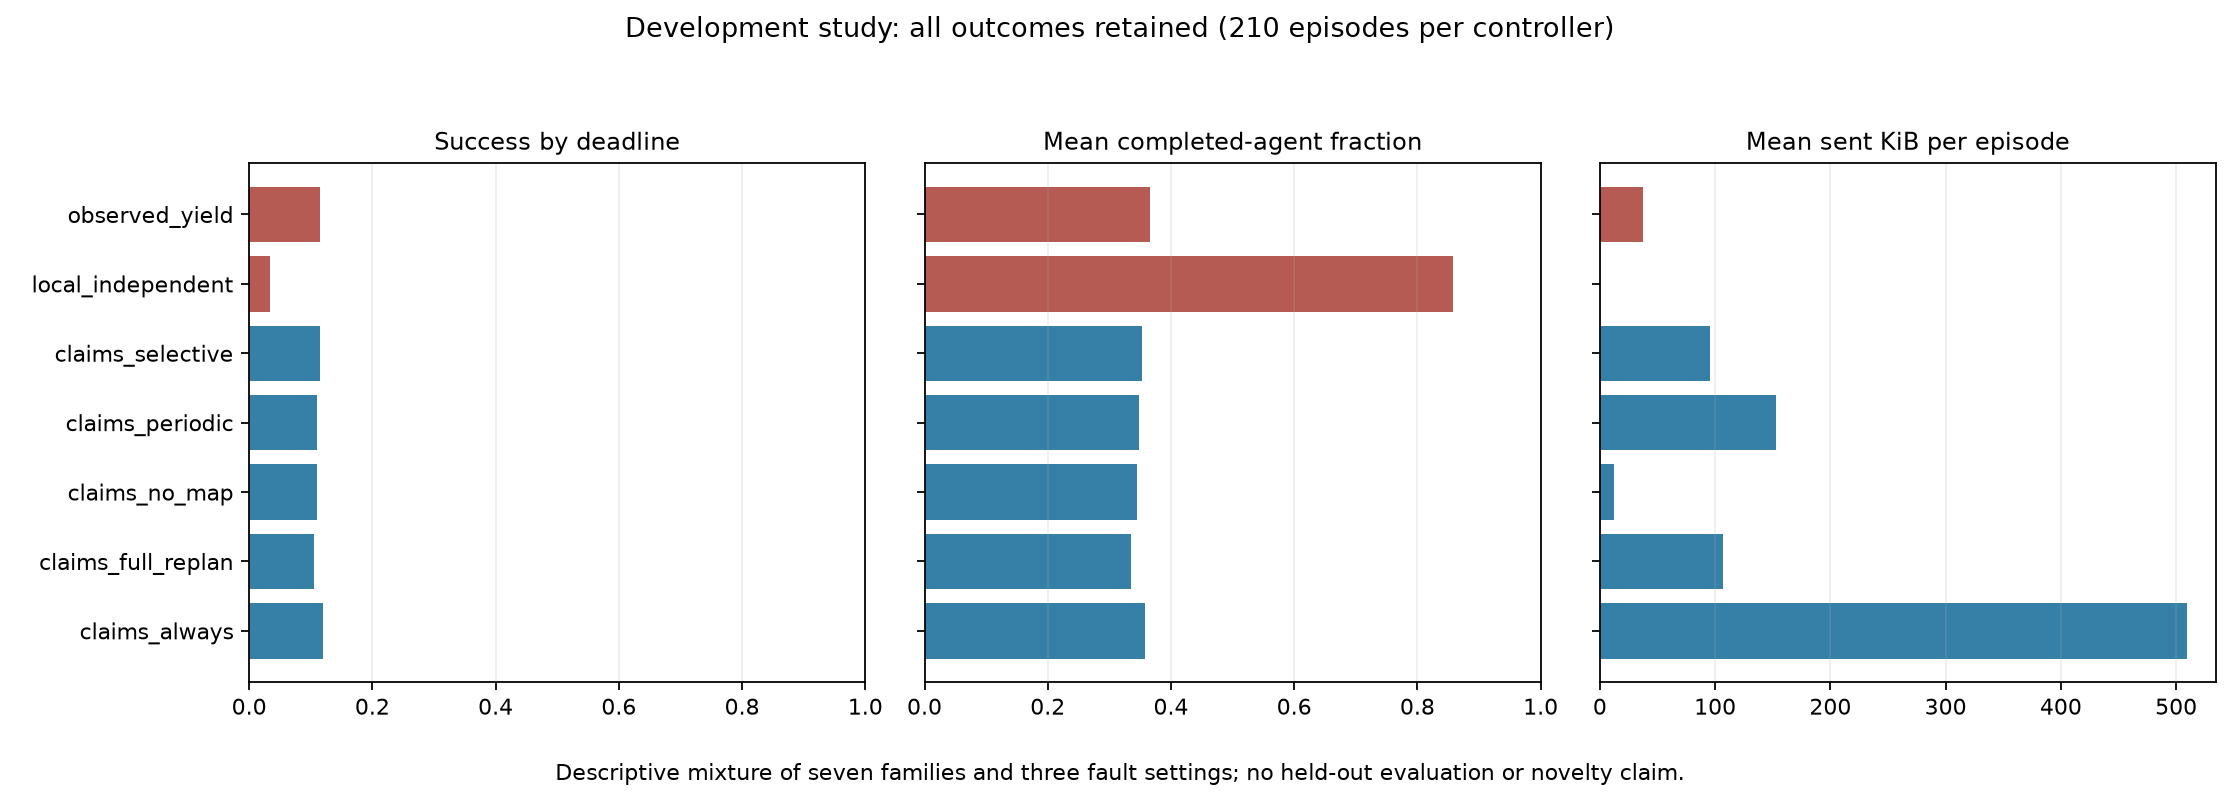 Development study: all outcomes retained (210 episodes per controller)
Success by deadline
Mean completed-agent fraction
Mean sent KiB per episode
observed_yield
local_independent
claims_selective
claims_periodic
claims_no_map
claims_full_replan
claims_always
0.0 0.2 0.4 0.6 0.8 1.0
0.0 0.2 0.4 0.6 0.8 1.0
0 100 200 300 400 500
Descriptive mixture of seven families and three fault settings; no held-out evaluation or novelty claim.